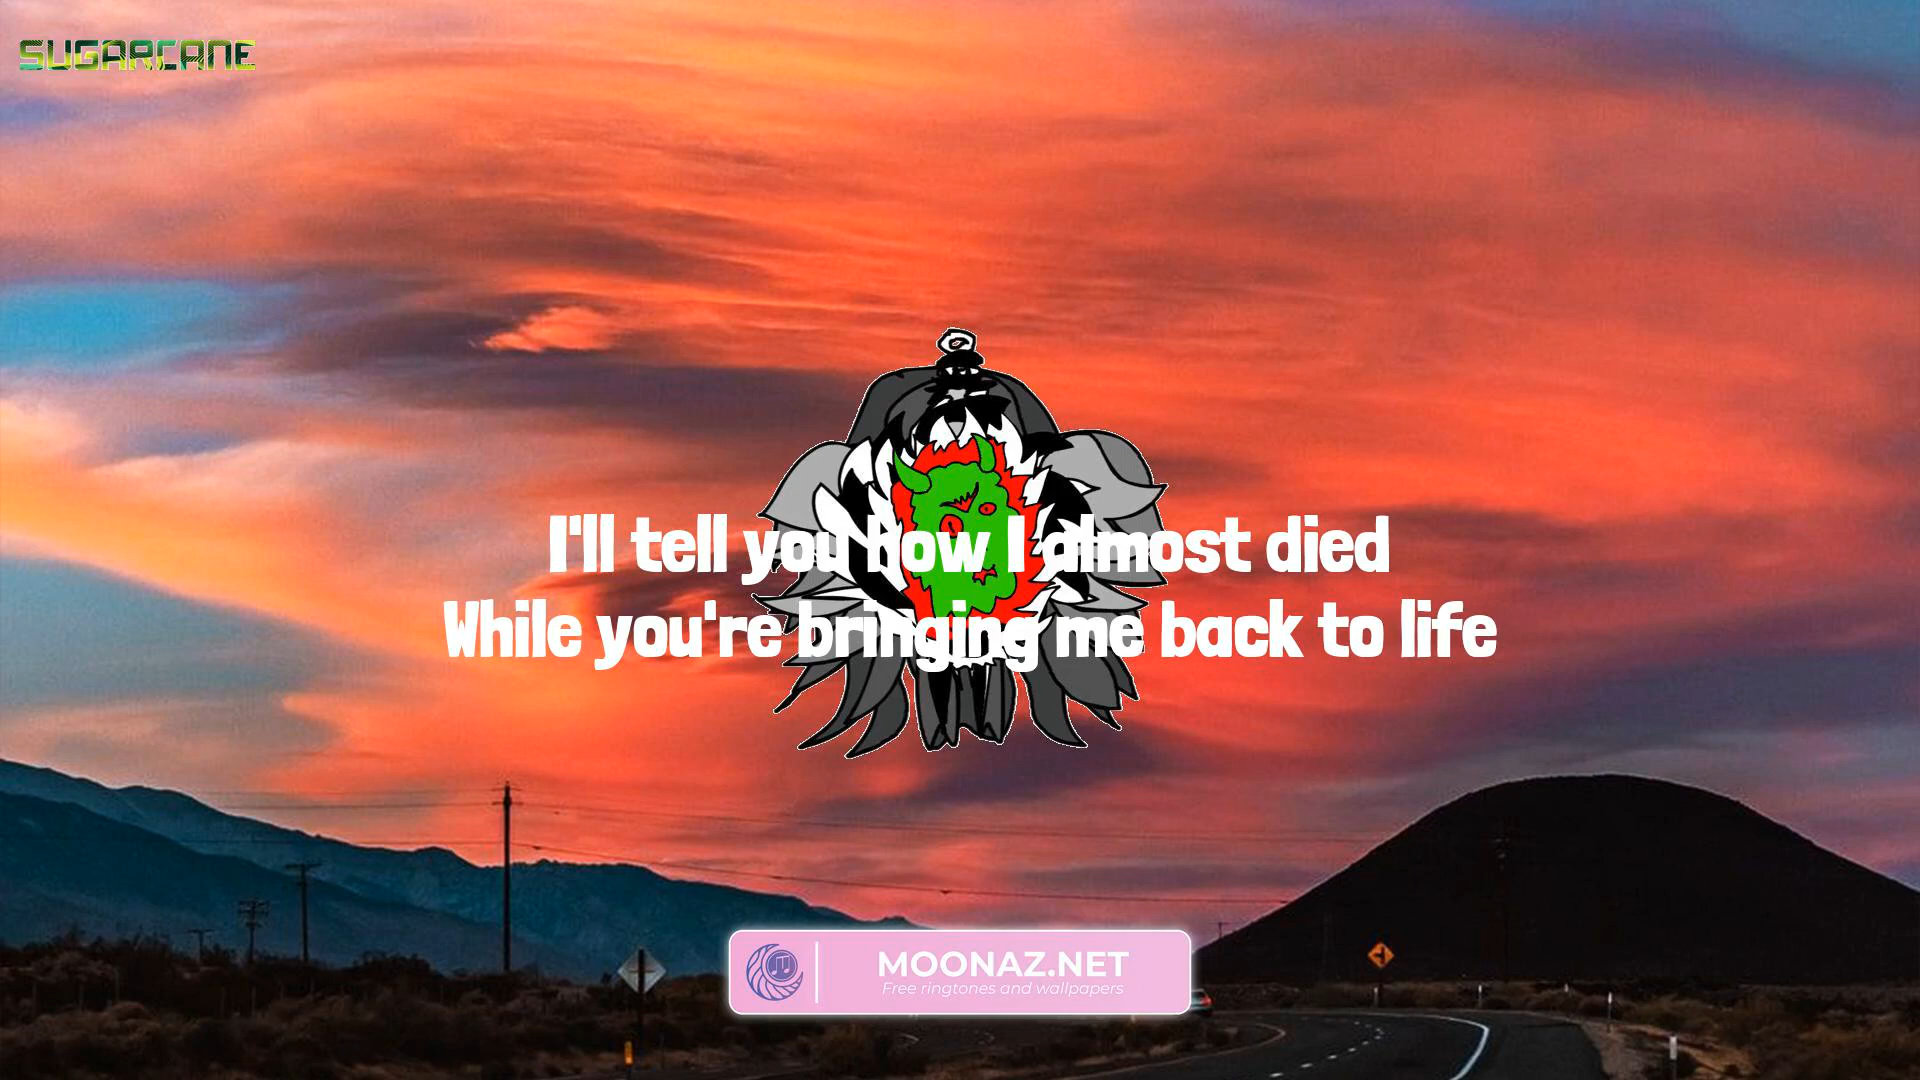 SUGARCANE
I'll tell you how I almost died
While you're bringing me back to life
MOONAZ.NET
Free ringtones and wallpapers